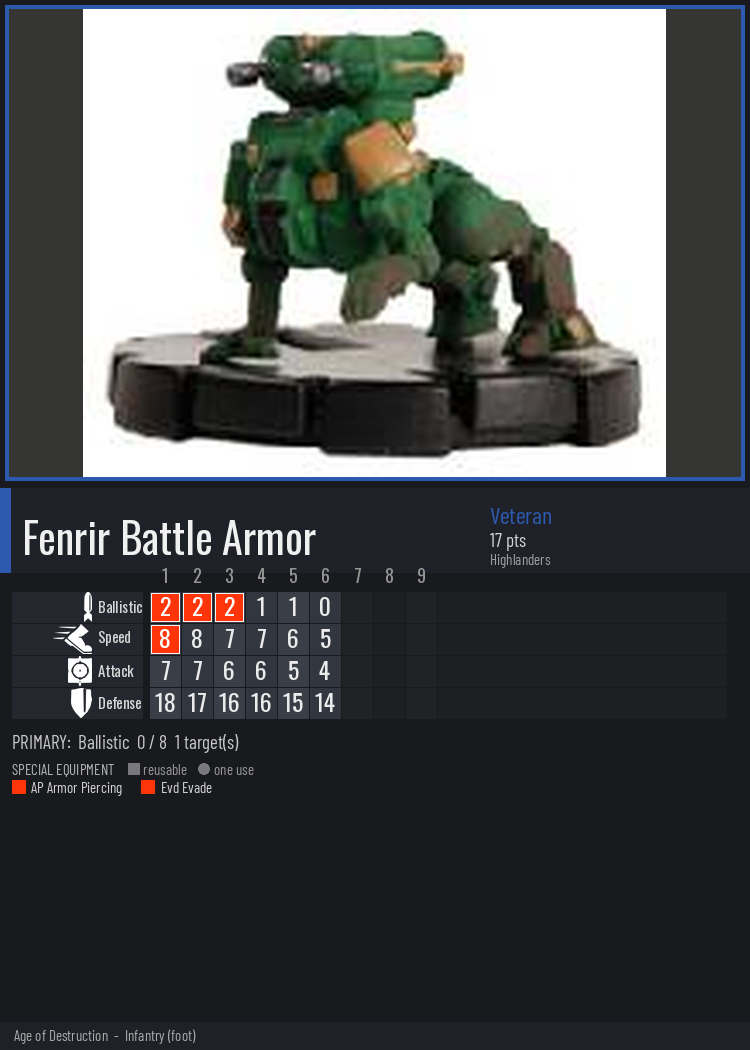 Fenrir Battle Armor
Veteran
17 pts
Highlanders
1 2 3 4 5 6 7 8 9
Ballistic 2 2 2 1 1 0
Speed 8 8 7 7 6 5
Attack 7 7 6 6 5 4
Defense 18 17 16 16 15 14
PRIMARY: Ballistic 0 / 8 1 target(s)
SPECIAL EQUIPMENT reusable one use
AP Armor Piercing Evd Evade
Age of Destruction - Infantry (foot)